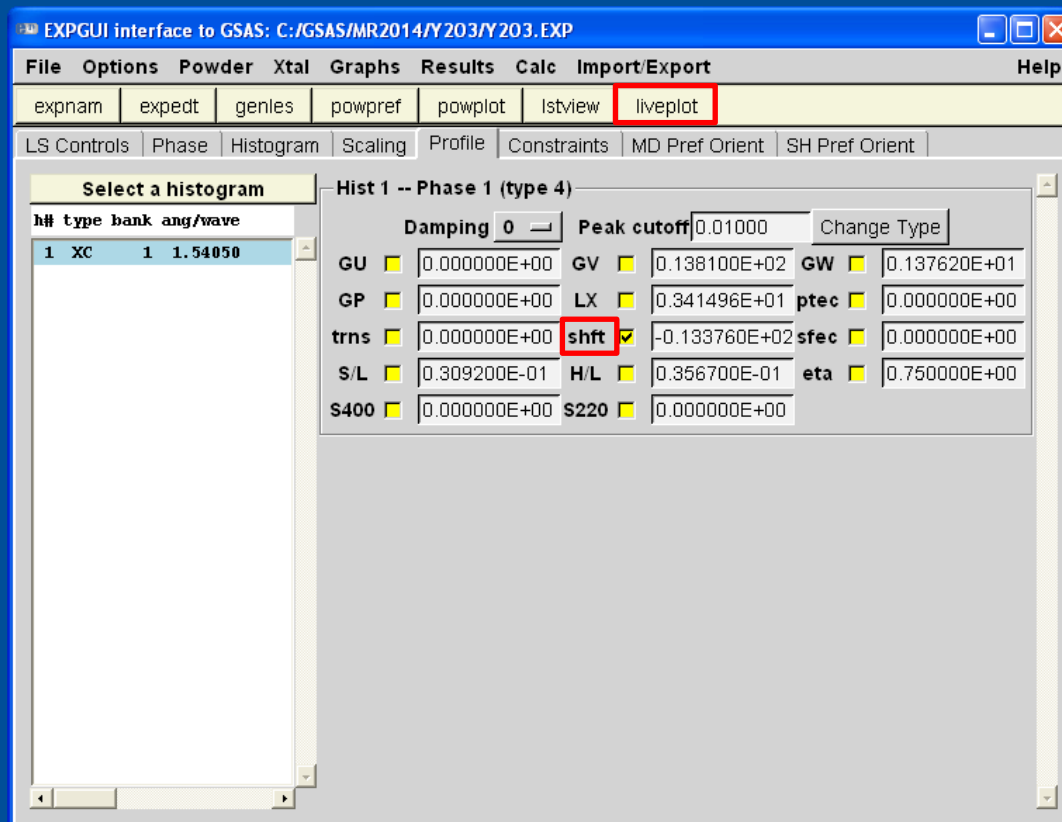 EXPGUI interface to GSAS: C:/GSAS/MR2014/Y2O3/Y2O3.EXP
File Options Powder Xtal Graphs Results Calc Import/Export Help
expnam expedt genles powpref powplot lstview liveplot
LS Controls Phase Histogram Scaling Profile Constraints MD Pref Orient SH Pref Orient
Select a histogram
h# type bank ang/wave
1 XC 1 1.54050
Hist 1 -- Phase 1 (type 4)
Damping 0 Peak cutoff 0.01000 Change Type
GU 0.000000E+00 GV 0.138100E+02 GW 0.137620E+01
GP 0.000000E+00 LX 0.341496E+01 ptec 0.000000E+00
trns 0.000000E+00 shft -0.133760E+02 sfec 0.000000E+00
S/L 0.309200E-01 H/L 0.356700E-01 eta 0.750000E+00
S400 0.000000E+00 S220 0.000000E+00